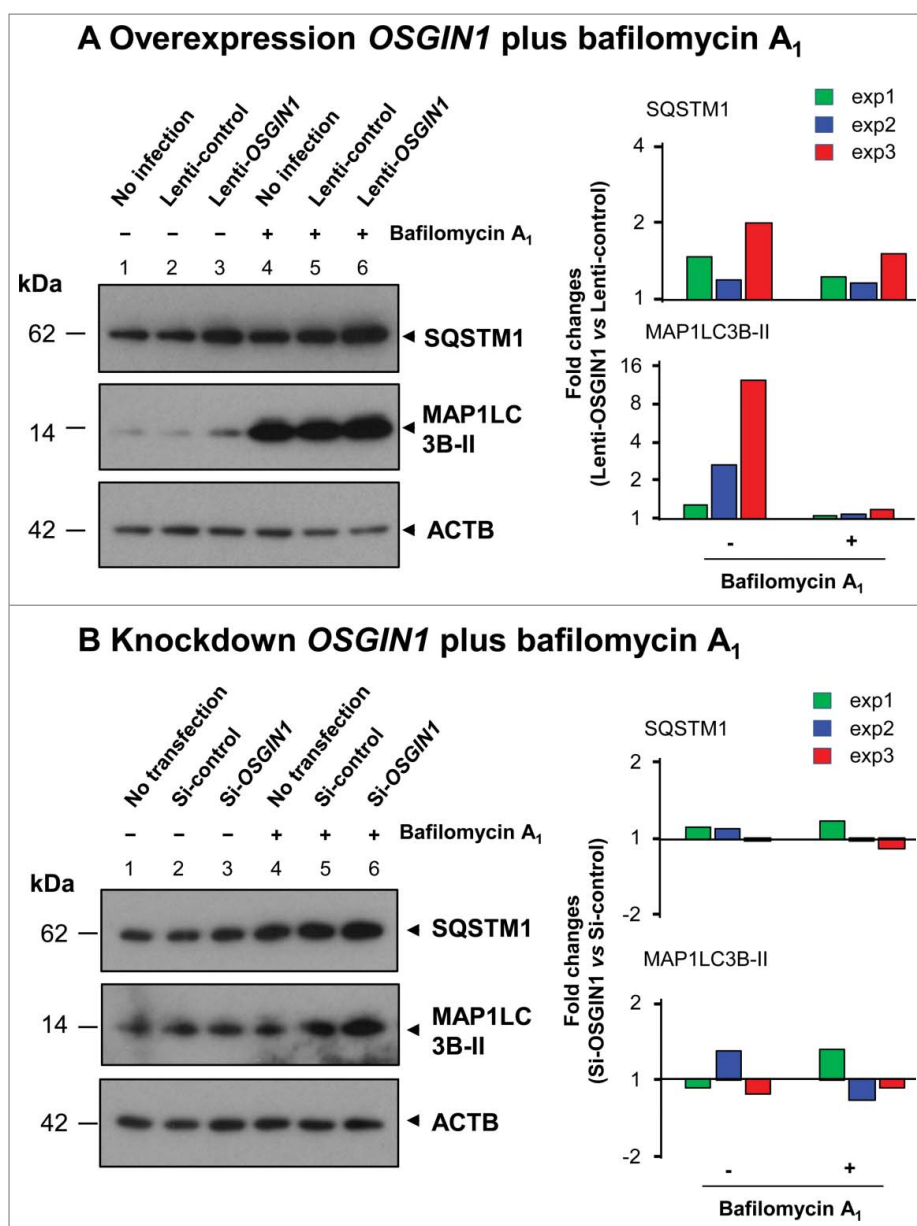 A Overexpression OSGIN1 plus bafilomycin A₁
No infection
Lenti-control
Lenti-OSGIN1
No infection
Lenti-control
Lenti-OSGIN1
– – – + + + Bafilomycin A₁
1 2 3 4 5 6
kDa
62
SQSTM1
14
MAP1LC
3B-II
42
ACTB
exp1
exp2
exp3
SQSTM1
4
2
1
MAP1LC3B-II
16
8
4
2
1
Fold changes
(Lenti-OSGIN1 vs Lenti-control)
- +
Bafilomycin A₁
B Knockdown OSGIN1 plus bafilomycin A₁
No transfection
Si-control
Si-OSGIN1
No transfection
Si-control
Si-OSGIN1
– – – + + + Bafilomycin A₁
1 2 3 4 5 6
kDa
62
SQSTM1
14
MAP1LC
3B-II
42
ACTB
exp1
exp2
exp3
SQSTM1
2
1
-2
MAP1LC3B-II
2
1
-2
Fold changes
(Si-OSGIN1 vs Si-control)
- +
Bafilomycin A₁